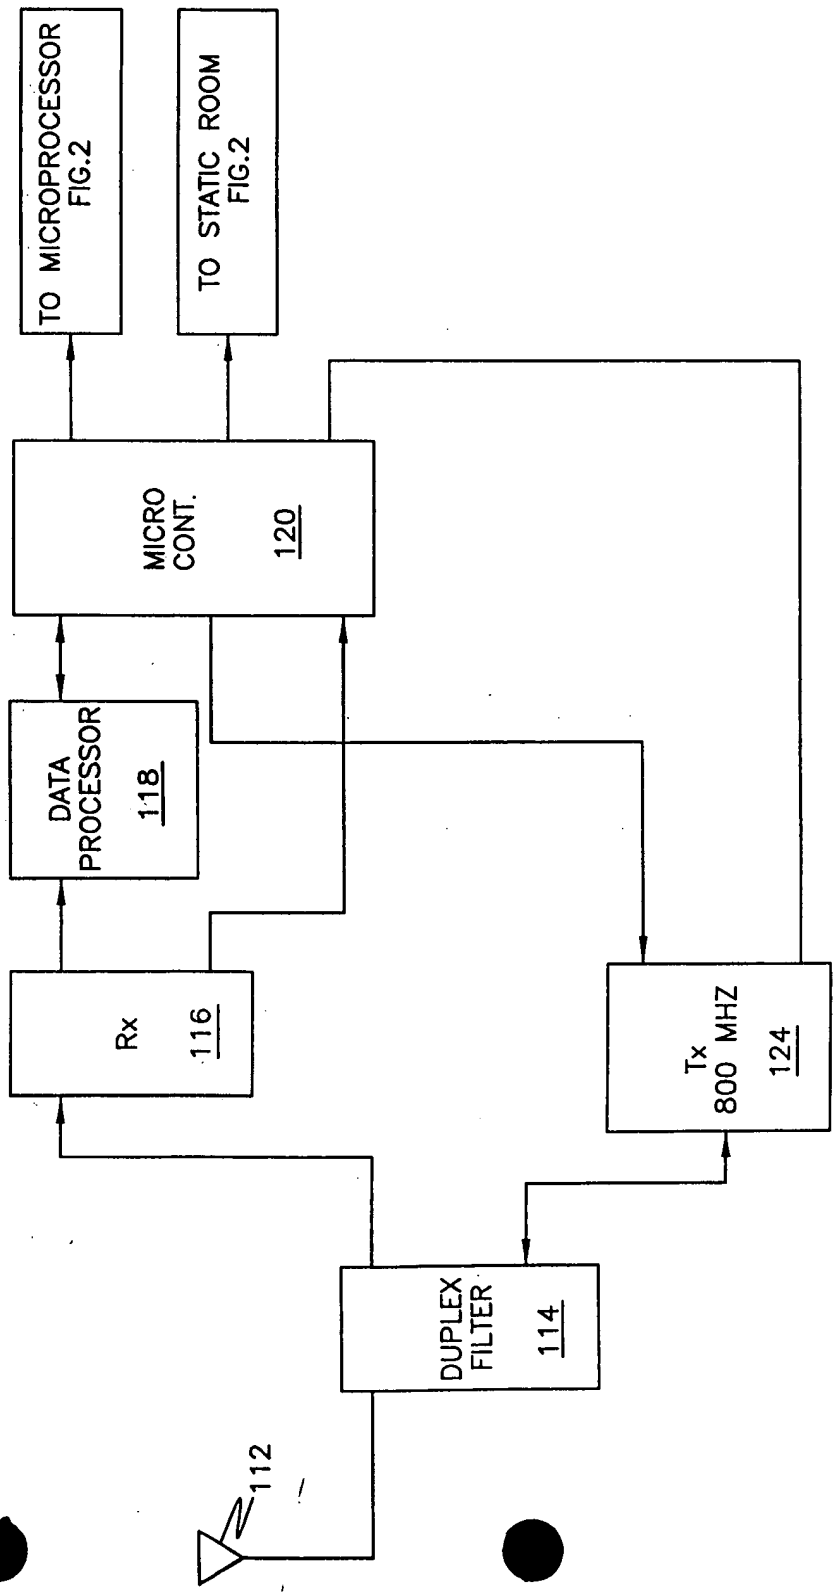 TO MICROPROCESSOR
FIG.2
TO STATIC ROOM
FIG.2
MICRO
CONT.
120
DATA
PROCESSOR
118
Rx
116
Tx
800 MHZ
124
DUPLEX
FILTER
114
112